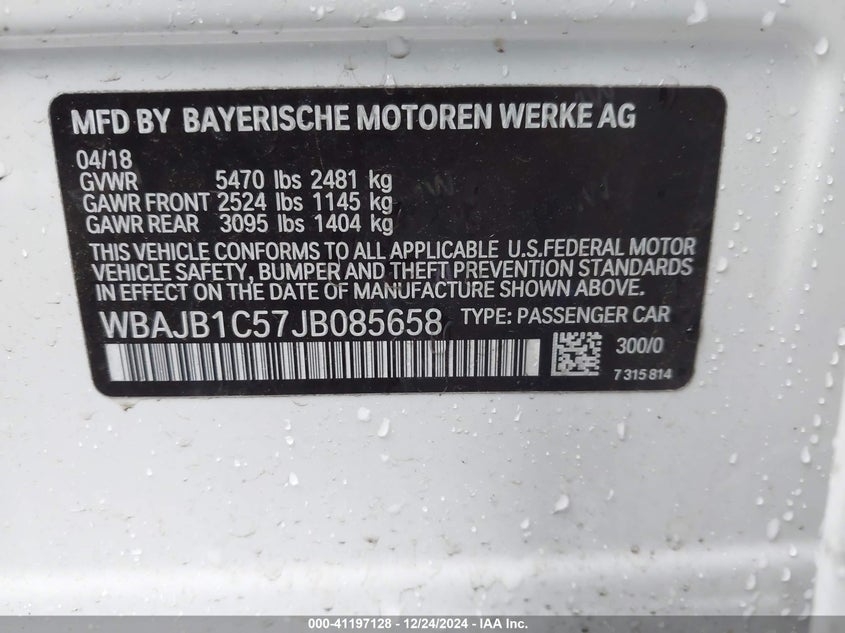 MFD BY BAYERISCHE MOTOREN WERKE AG
04/18
GVWR 5470 lbs 2481 kg
GAWR FRONT 2524 lbs 1145 kg
GAWR REAR 3095 lbs 1404 kg
THIS VEHICLE CONFORMS TO ALL APPLICABLE U.S.FEDERAL MOTOR
VEHICLE SAFETY, BUMPER AND THEFT PREVENTION STANDARDS
IN EFFECT ON THE DATE OF MANUFACTURE SHOWN ABOVE.
WBAJB1C57JB085658 TYPE: PASSENGER CAR
300/0
7 315 814
000-41197128 - 12/24/2024 - IAA Inc.